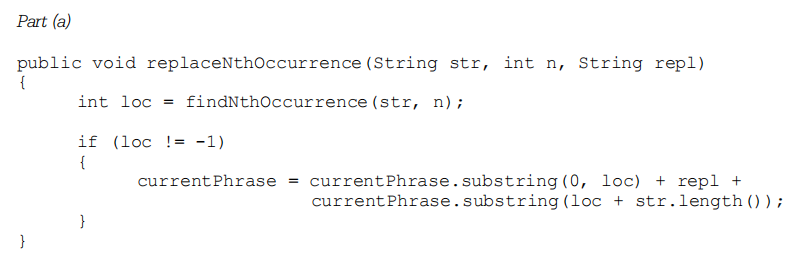 Part (a)
public void replaceNthOccurrence(String str, int n, String repl)
{
int loc = findNthOccurrence(str, n);
if (loc != -1)
{
currentPhrase = currentPhrase.substring(0, loc) + repl +
currentPhrase.substring(loc + str.length());
}
}